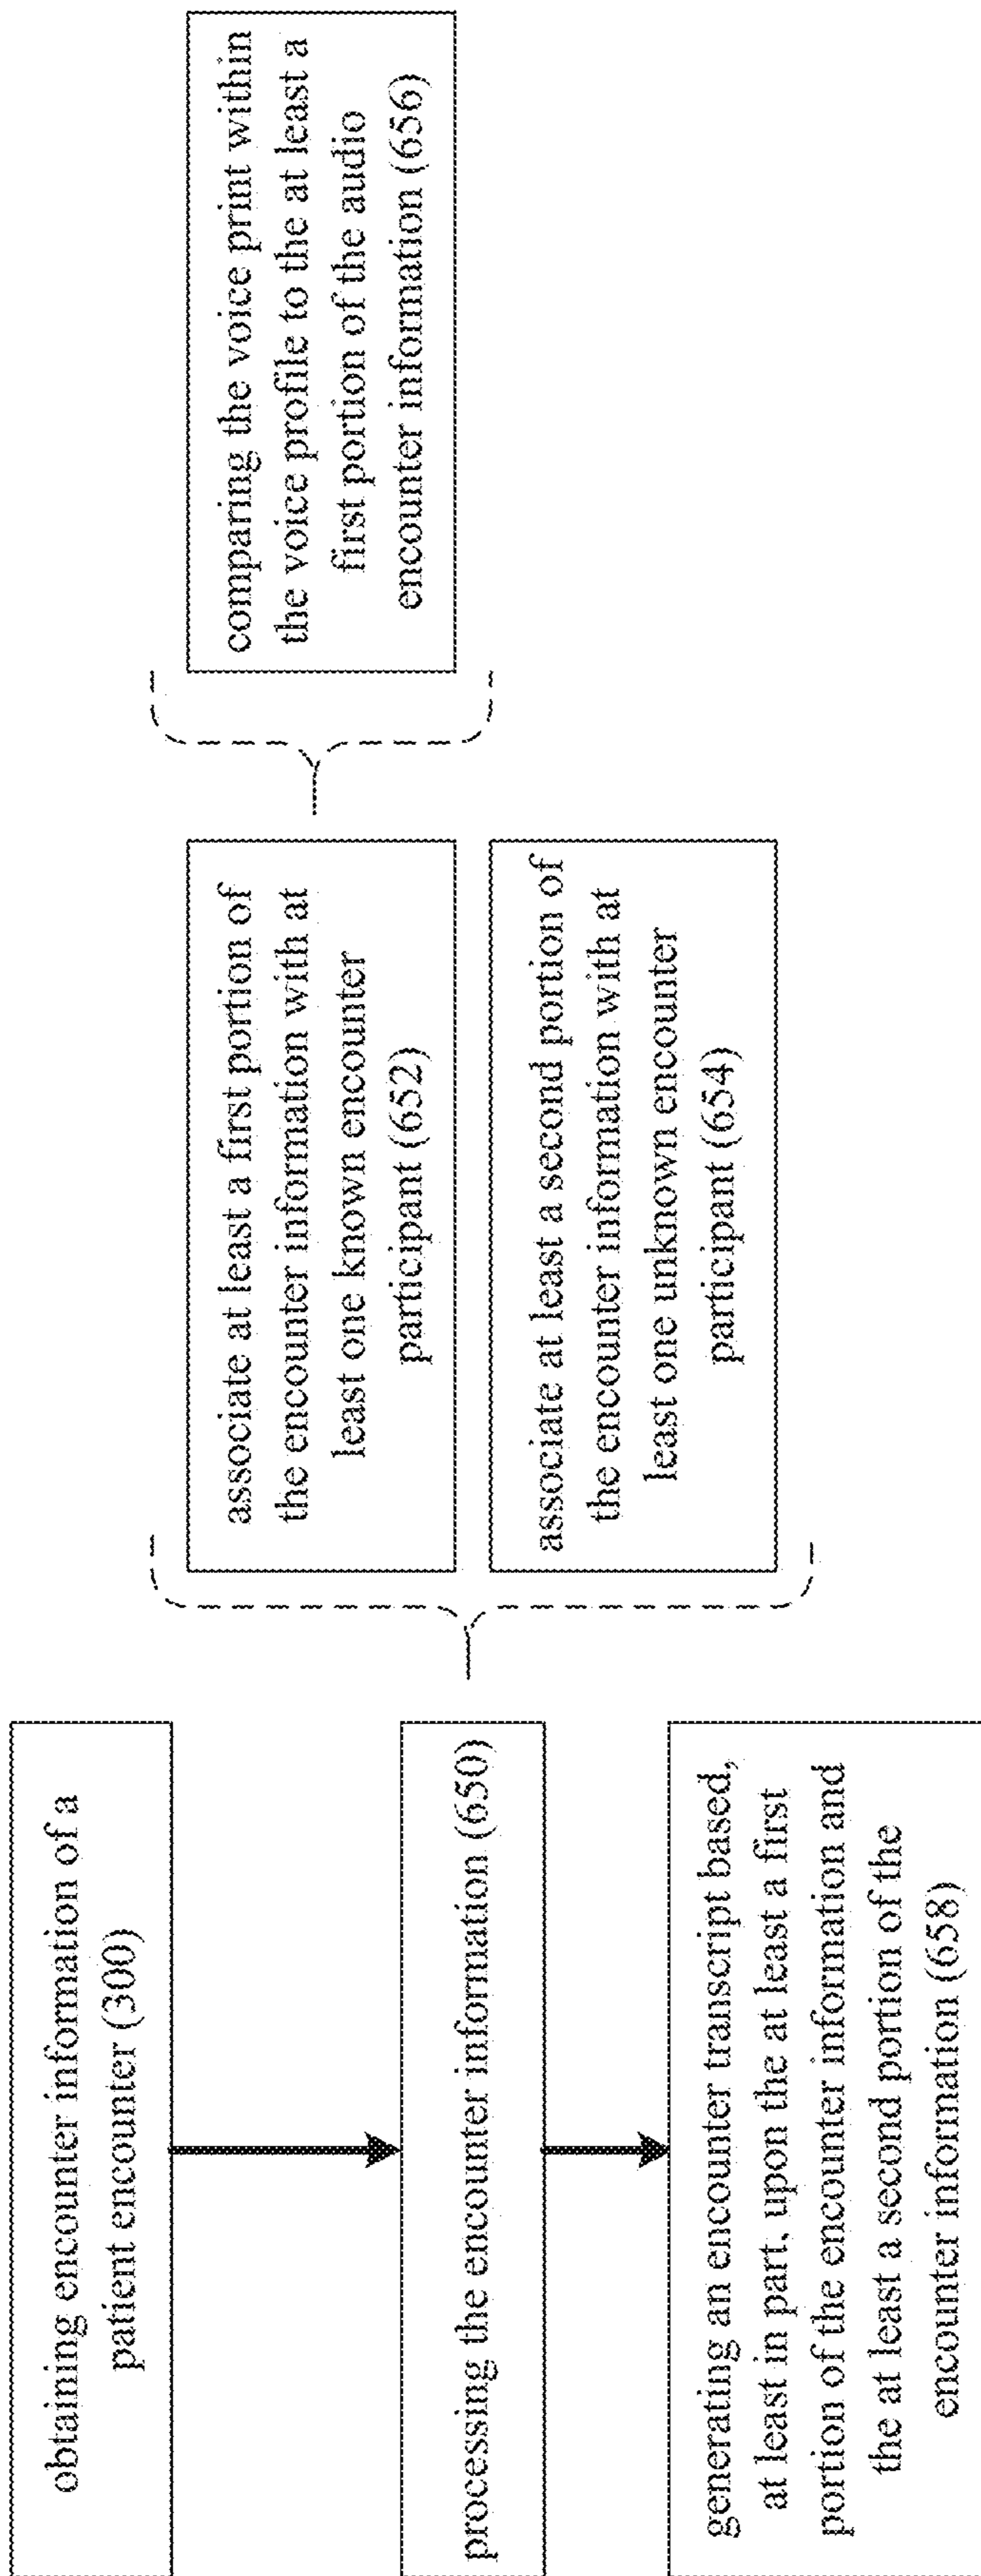 obtaining encounter information of a
patient encounter (300)
processing the encounter information (650)
generating an encounter transcript based,
at least in part, upon the at least a first
portion of the encounter information and
the at least a second portion of the
encounter information (658)
associate at least a first portion of
the encounter information with at
least one known encounter
participant (652)
associate at least a second portion of
the encounter information with at
least one unknown encounter
participant (654)
comparing the voice print within
the voice profile to the at least a
first portion of the audio
encounter information (656)